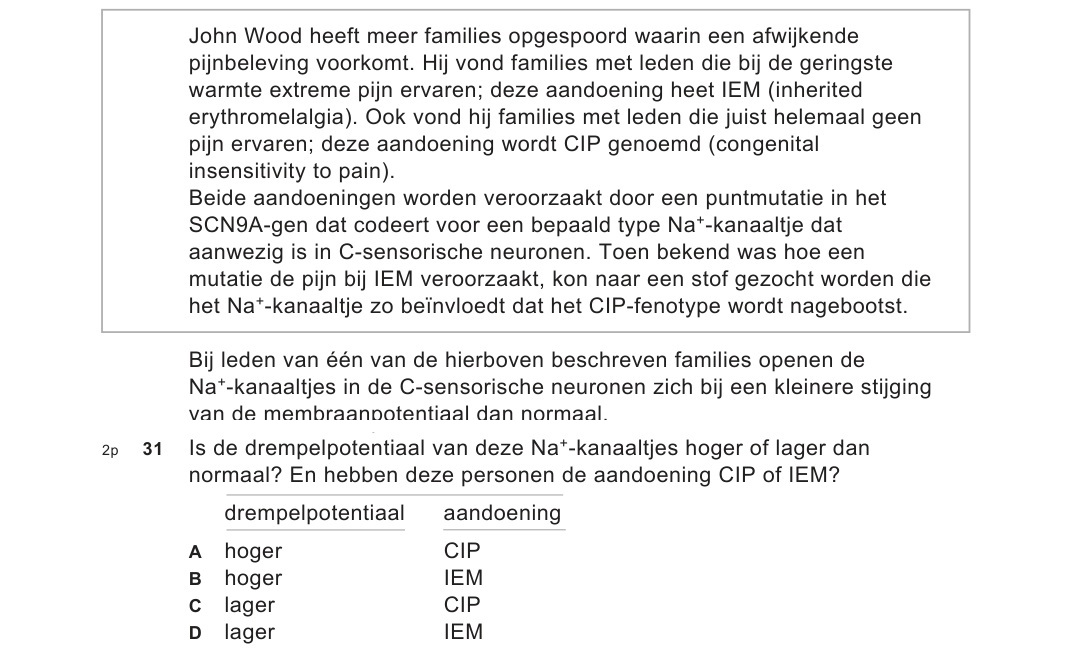 John Wood heeft meer families opgespoord waarin een afwijkende
pijnbeleving voorkomt. Hij vond families met leden die bij de geringste
warmte extreme pijn ervaren; deze aandoening heet IEM (inherited
erythromelalgia). Ook vond hij families met leden die juist helemaal geen
pijn ervaren; deze aandoening wordt CIP genoemd (congenital
insensitivity to pain).
Beide aandoeningen worden veroorzaakt door een puntmutatie in het
SCN9A-gen dat codeert voor een bepaald type Na⁺-kanaaltje dat
aanwezig is in C-sensorische neuronen. Toen bekend was hoe een
mutatie de pijn bij IEM veroorzaakt, kon naar een stof gezocht worden die
het Na⁺-kanaaltje zo beïnvloedt dat het CIP-fenotype wordt nagebootst.
Bij leden van één van de hierboven beschreven families openen de
Na⁺-kanaaltjes in de C-sensorische neuronen zich bij een kleinere stijging
van de membraanpotentiaal dan normaal.
2p 31 Is de drempelpotentiaal van deze Na⁺-kanaaltjes hoger of lager dan
normaal? En hebben deze personen de aandoening CIP of IEM?
drempelpotentiaal aandoening
A hoger CIP
B hoger IEM
C lager CIP
D lager IEM